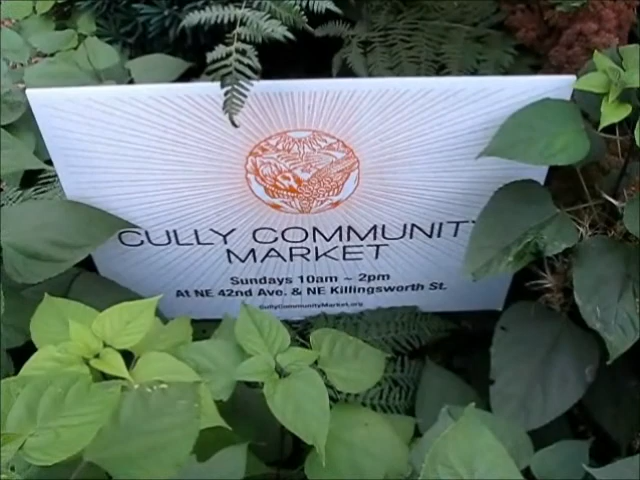 CULLY COMMUNITY
MARKET
Sundays 10am ~ 2pm
At NE 42nd Ave. & NE Killingsworth St.
CullyCommunityMarket.org